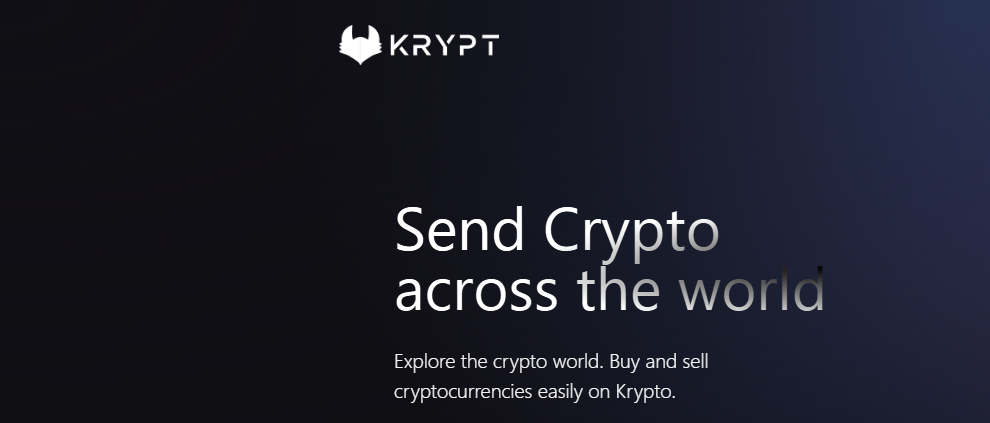 KRYPT
Send Crypto
across the world
Explore the crypto world. Buy and sell
cryptocurrencies easily on Krypto.